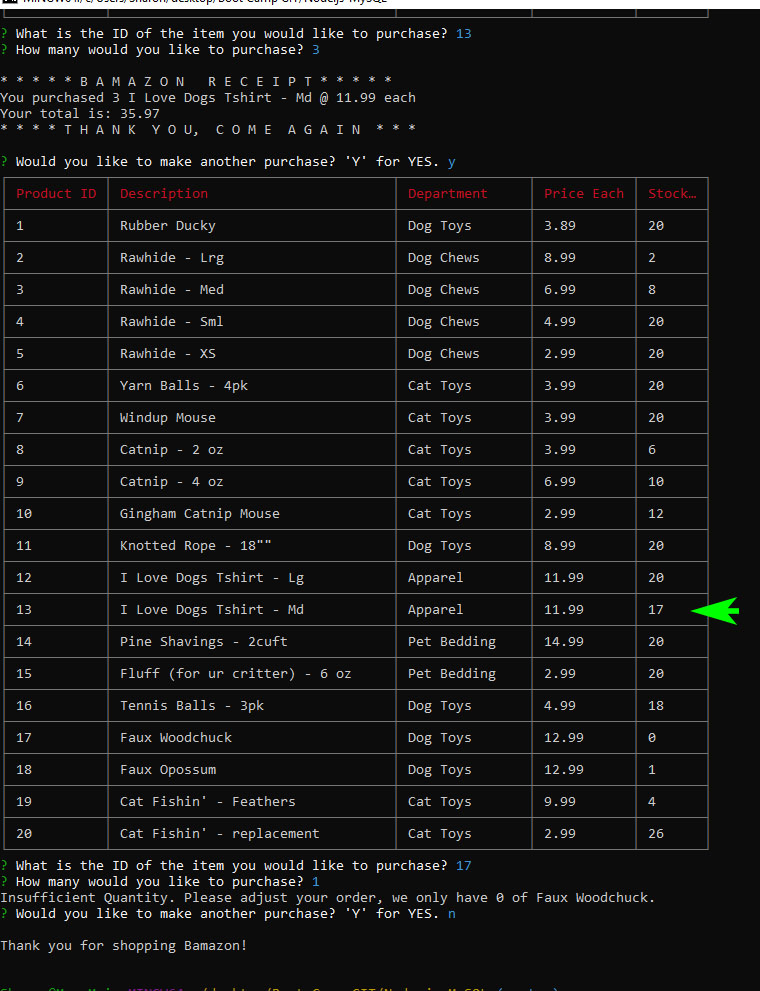 ? What is the ID of the item you would like to purchase? 13
? How many would you like to purchase? 3
* * * * * B A M A Z O N   R E C E I P T * * * * *
You purchased 3 I Love Dogs Tshirt - Md @ 11.99 each
Your total is: 35.97
* * * * T H A N K   Y O U,   C O M E   A G A I N  * * *
? Would you like to make another purchase? 'Y' for YES. y
Product ID Description Department Price Each Stock…
1 Rubber Ducky Dog Toys 3.89 20
2 Rawhide - Lrg Dog Chews 8.99 2
3 Rawhide - Med Dog Chews 6.99 8
4 Rawhide - Sml Dog Chews 4.99 20
5 Rawhide - XS Dog Chews 2.99 20
6 Yarn Balls - 4pk Cat Toys 3.99 20
7 Windup Mouse Cat Toys 3.99 20
8 Catnip - 2 oz Cat Toys 3.99 6
9 Catnip - 4 oz Cat Toys 6.99 10
10 Gingham Catnip Mouse Cat Toys 2.99 12
11 Knotted Rope - 18"" Dog Toys 8.99 20
12 I Love Dogs Tshirt - Lg Apparel 11.99 20
13 I Love Dogs Tshirt - Md Apparel 11.99 17
14 Pine Shavings - 2cuft Pet Bedding 14.99 20
15 Fluff (for ur critter) - 6 oz Pet Bedding 2.99 20
16 Tennis Balls - 3pk Dog Toys 4.99 18
17 Faux Woodchuck Dog Toys 12.99 0
18 Faux Opossum Dog Toys 12.99 1
19 Cat Fishin' - Feathers Cat Toys 9.99 4
20 Cat Fishin' - replacement Cat Toys 2.99 26
? What is the ID of the item you would like to purchase? 17
? How many would you like to purchase? 1
Insufficient Quantity. Please adjust your order, we only have 0 of Faux Woodchuck.
? Would you like to make another purchase? 'Y' for YES. n
Thank you for shopping Bamazon!